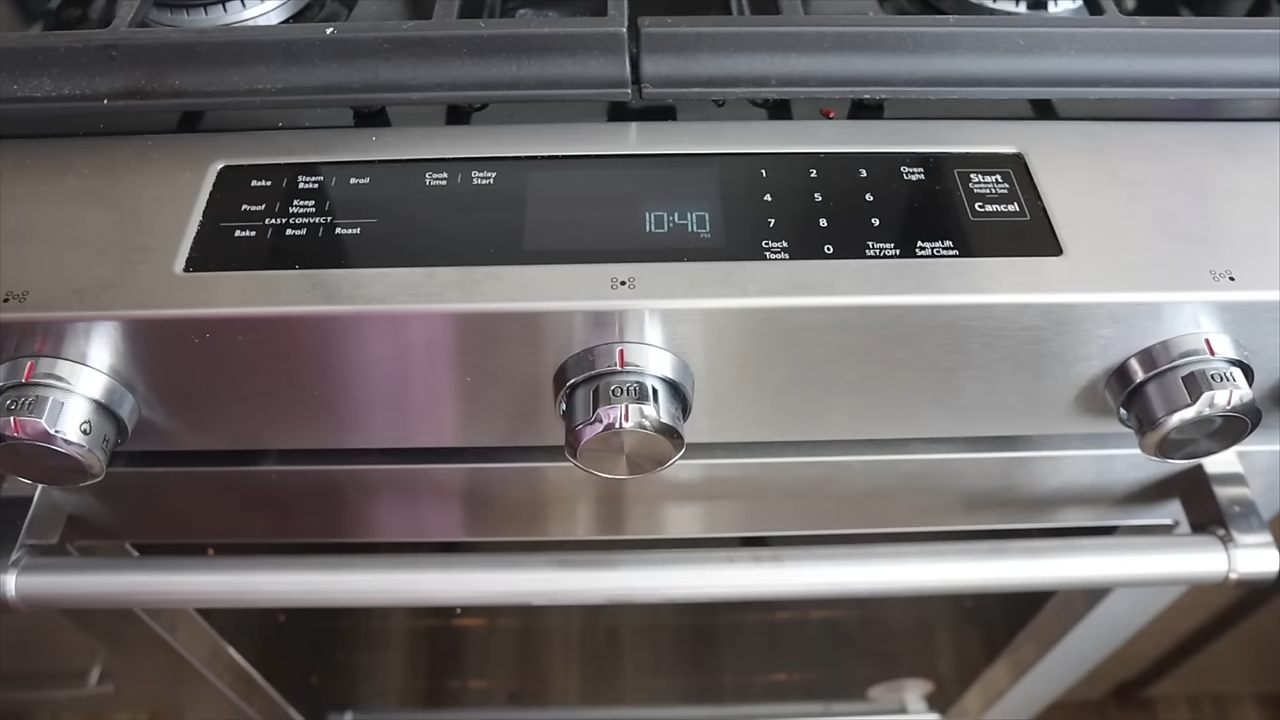 Bake | Steam Bake | Broil
Cook Time | Delay Start
Proof | Keep Warm |
EASY CONVECT
Bake | Broil | Roast
10:40
PM
1 2 3 Oven Light
4 5 6
7 8 9
Clock Tools 0 Timer SET/OFF AquaLift Self Clean
Start
Control Lock
Hold 3 Sec
Cancel
Off H
Off
Off